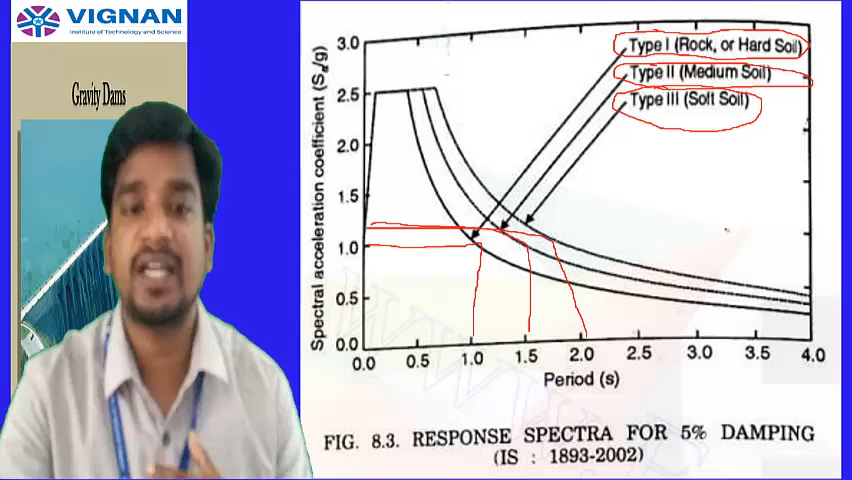 VIGNAN
Institute of Technology and Science
Gravity Dams
Spectral acceleration coefficient (Sa/g)
3.0
2.5
2.0
1.5
1.0
0.5
0.0
Type I (Rock, or Hard Soil)
Type II (Medium Soil)
Type III (Soft Soil)
0.0 0.5 1.0 1.5 2.0 2.5 3.0 3.5 4.0
Period (s)
FIG. 8.3. RESPONSE SPECTRA FOR 5% DAMPING
(IS : 1893-2002)